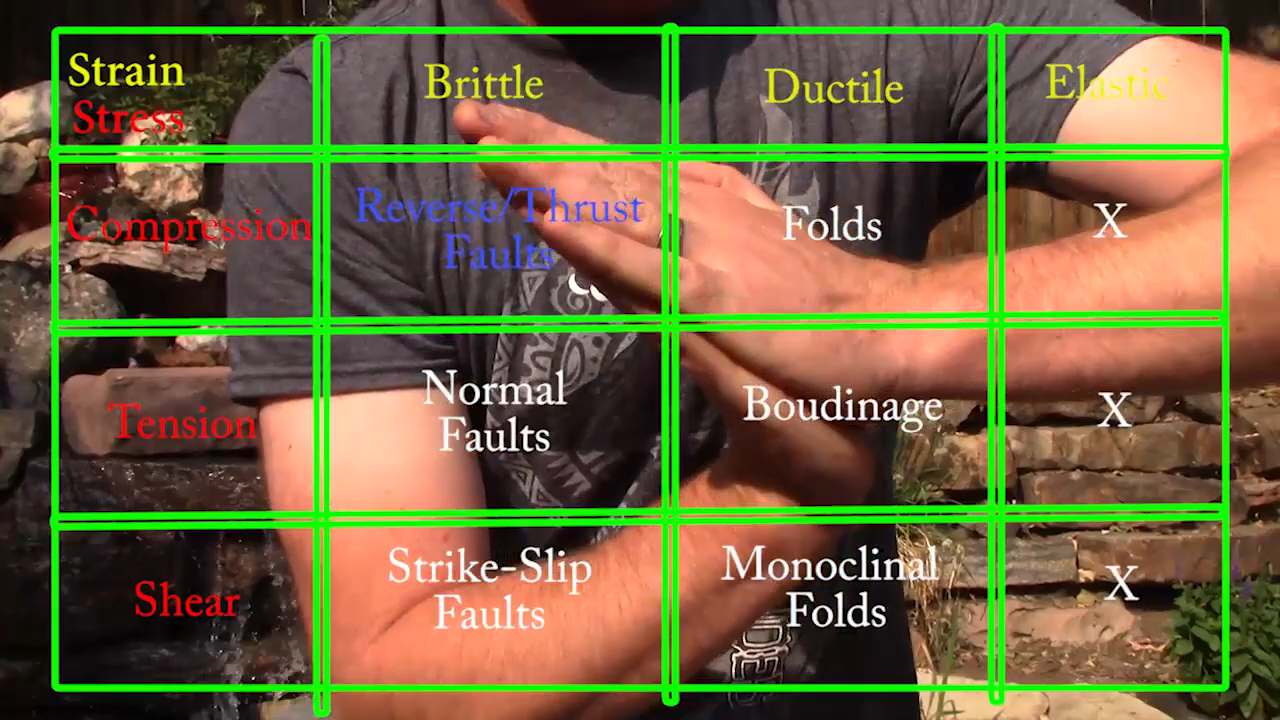 Strain
Stress
Brittle
Ductile
Elastic
Compression
Reverse/Thrust
Faults
Folds
X
Tension
Normal
Faults
Boudinage
X
Shear
Strike-Slip
Faults
Monoclinal
Folds
X